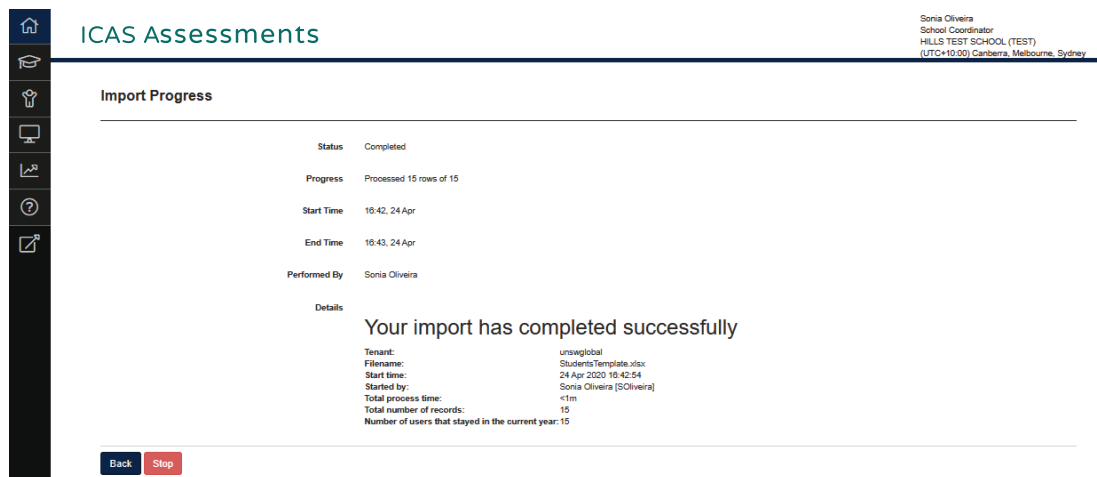 ICAS Assessments
Sonia Oliveira
School Coordinator
HILLS TEST SCHOOL (TEST)
(UTC+10:00) Canberra, Melbourne, Sydney
Import Progress
Status Completed
Progress Processed 15 rows of 15
Start Time 16:42, 24 Apr
End Time 16:43, 24 Apr
Performed By Sonia Oliveira
Details
Your import has completed successfully
Tenant: unswglobal
Filename: StudentsTemplate.xlsx
Start time: 24 Apr 2020 16:42:54
Started by: Sonia Oliveira [SOliveira]
Total process time: <1m
Total number of records: 15
Number of users that stayed in the current year: 15
Back Stop